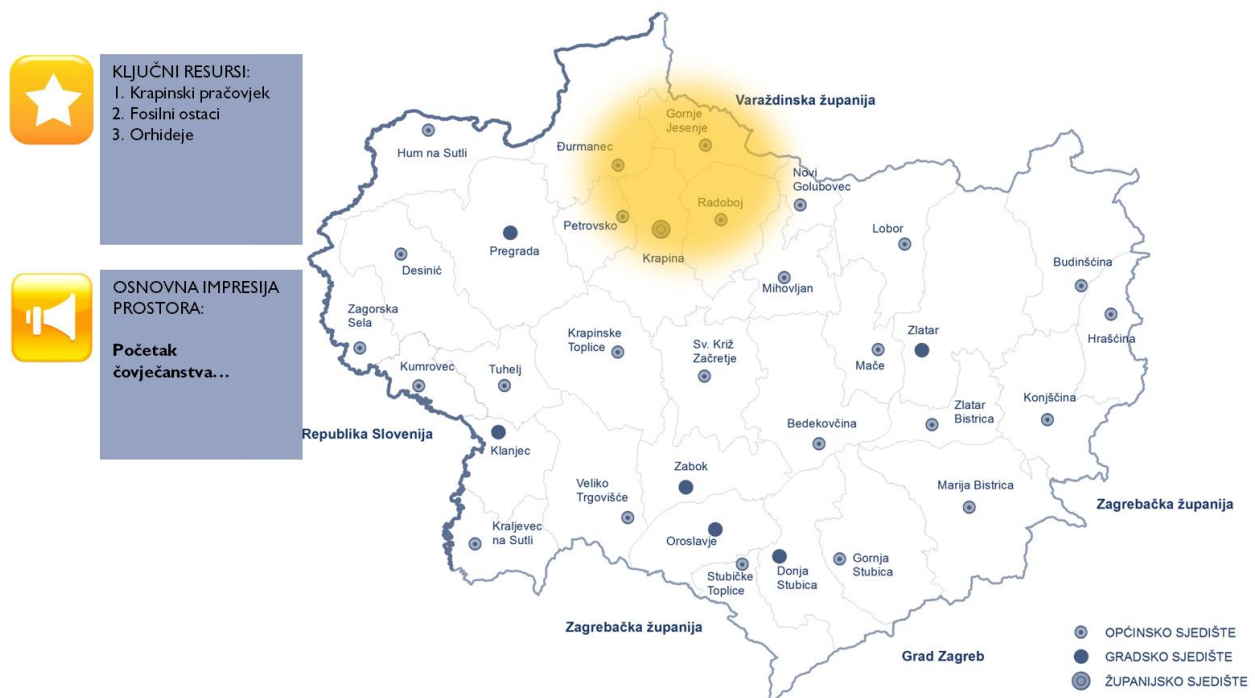 KLJUČNI RESURSI:
1. Krapinski pračovjek
2. Fosilni ostaci
3. Orhideje
OSNOVNA IMPRESIJA
PROSTORA:
Početak
čovječanstva…
Varaždinska županija
Gornje
Jesenje
Hum na Sutli
Đurmanec
Novi
Golubovec
Radoboj
Petrovsko
Krapina
Lobor
Pregrada
Desinić
Mihovljan
Budinšćina
Zagorska
Sela
Krapinske
Toplice
Sv. Križ
Začretje
Zlatar
Hrašćina
Mače
Kumrovec
Tuhelj
Zlatar
Bistrica
Konjščina
Bedekovčina
Republika Slovenija
Klanjec
Zabok
Veliko
Trgovišće
Marija Bistrica
Zagrebačka županija
Kraljevec
na Sutli
Oroslavje
Stubičke
Toplice
Donja
Stubica
Gornja
Stubica
Zagrebačka županija
Grad Zagreb
OPĆINSKO SJEDIŠTE
GRADSKO SJEDIŠTE
ŽUPANIJSKO SJEDIŠTE